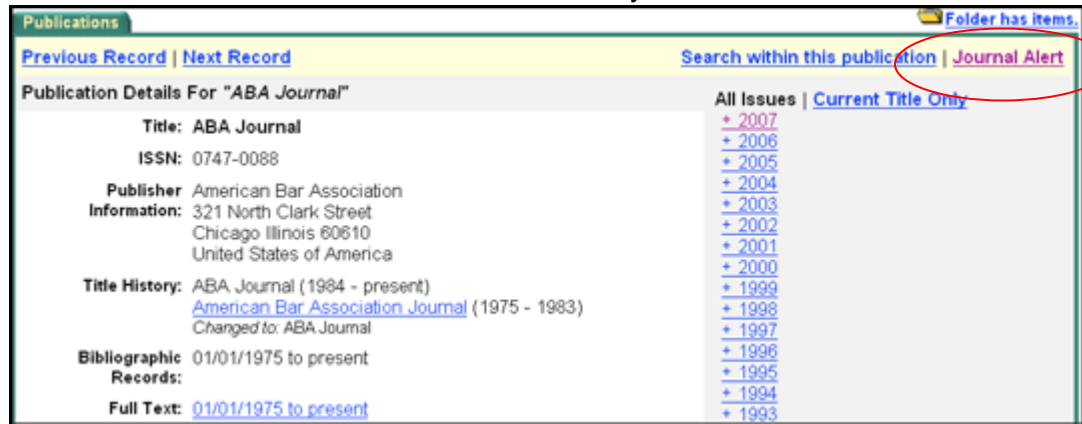 Publications
Folder has items.
Previous Record | Next Record
Search within this publication | Journal Alert
Publication Details For "ABA Journal"
Title: ABA Journal
ISSN: 0747-0088
Publisher Information: American Bar Association
321 North Clark Street
Chicago Illinois 60610
United States of America
Title History: ABA Journal (1984 - present)
American Bar Association Journal (1975 - 1983)
Changed to: ABA Journal
Bibliographic Records: 01/01/1975 to present
Full Text: 01/01/1975 to present
All Issues | Current Title Only
+ 2007
+ 2006
+ 2005
+ 2004
+ 2003
+ 2002
+ 2001
+ 2000
+ 1999
+ 1998
+ 1997
+ 1996
+ 1995
+ 1994
+ 1993